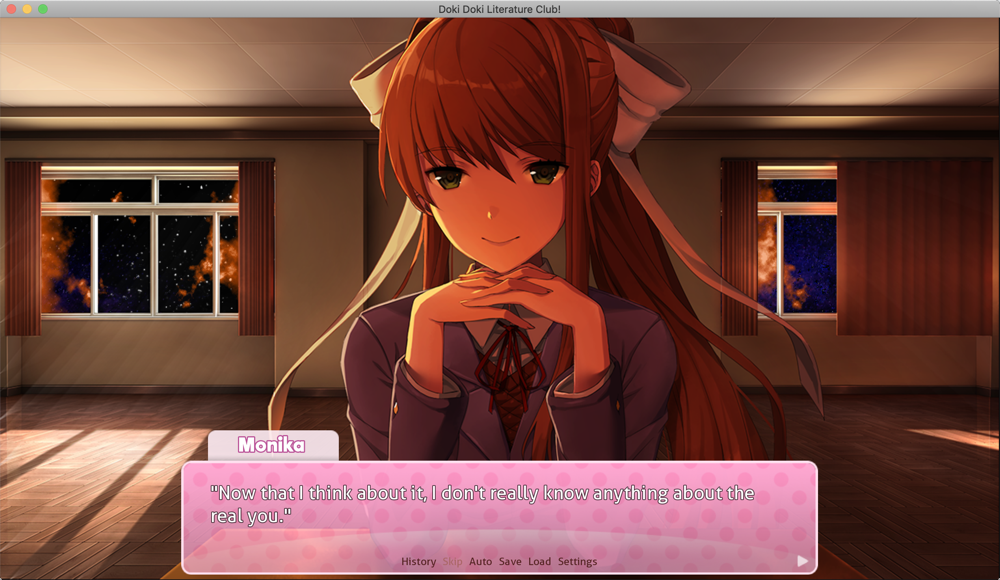 Doki Doki Literature Club!
Monika
"Now that I think about it, I don't really know anything about the
real you."
History Skip Auto Save Load Settings